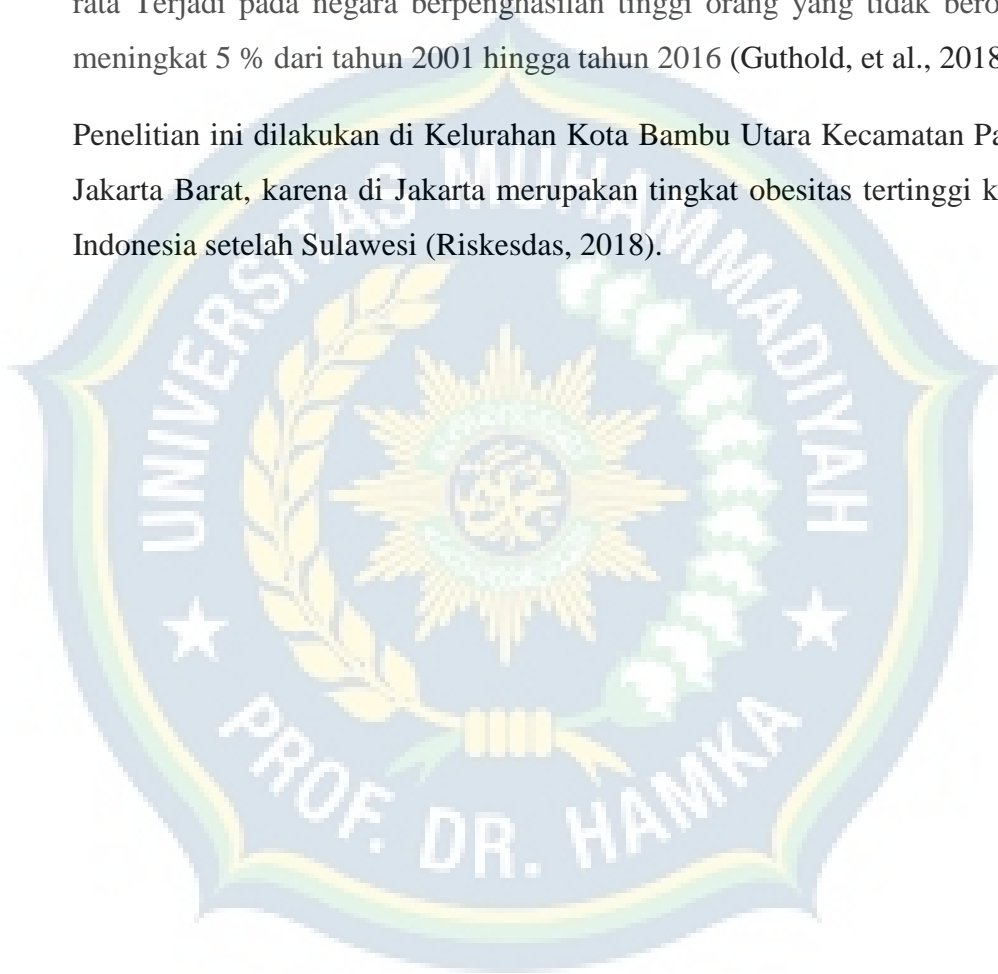 rata Terjadi pada negara berpenghasilan tinggi orang yang tidak
meningkat 5 % dari tahun 2001 hingga tahun 2016 (Guthold, et al., 2018
Penelitian ini dilakukan di Kelurahan Kota Bambu Utara Kecamatan
Jakarta Barat, karena di Jakarta merupakan tingkat obesitas tertinggi
Indonesia setelah Sulawesi (Riskesdas, 2018).
UNIVERSITAS MUHAMMADIYAH
PROF. DR. HAMKA